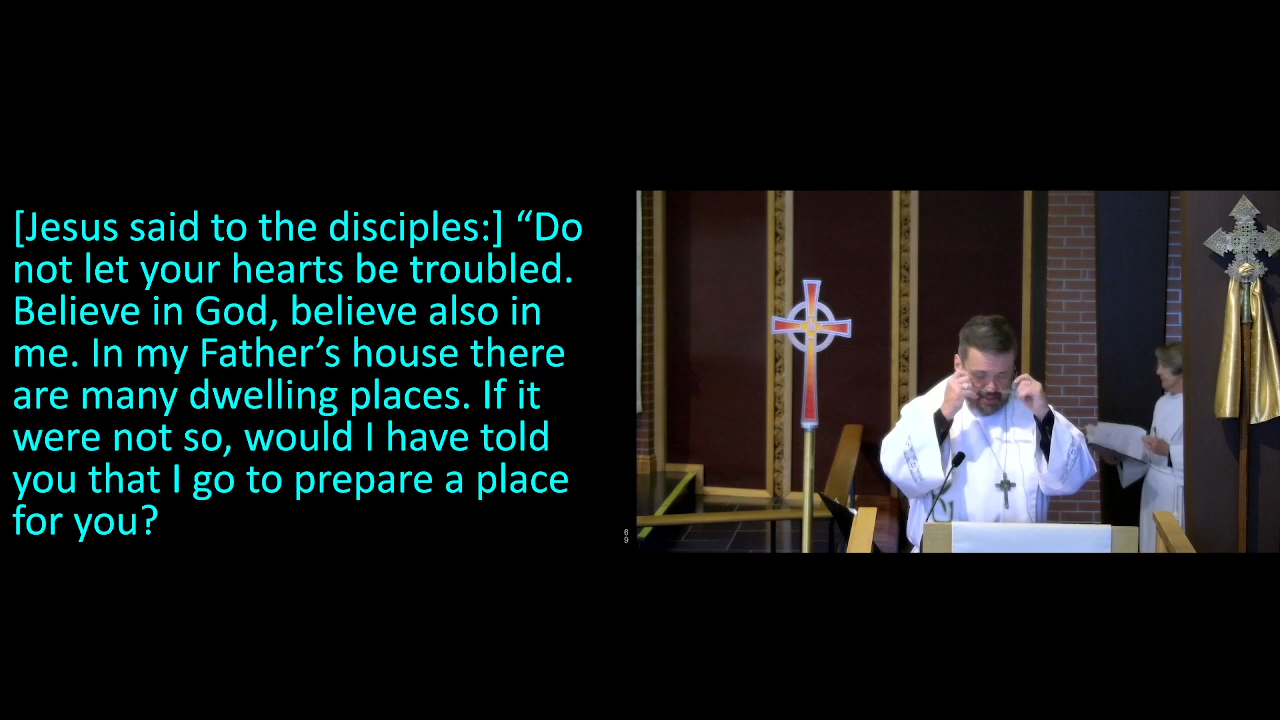 [Jesus said to the disciples:] “Do
not let your hearts be troubled.
Believe in God, believe also in
me. In my Father’s house there
are many dwelling places. If it
were not so, would I have told
you that I go to prepare a place
for you?
6
9